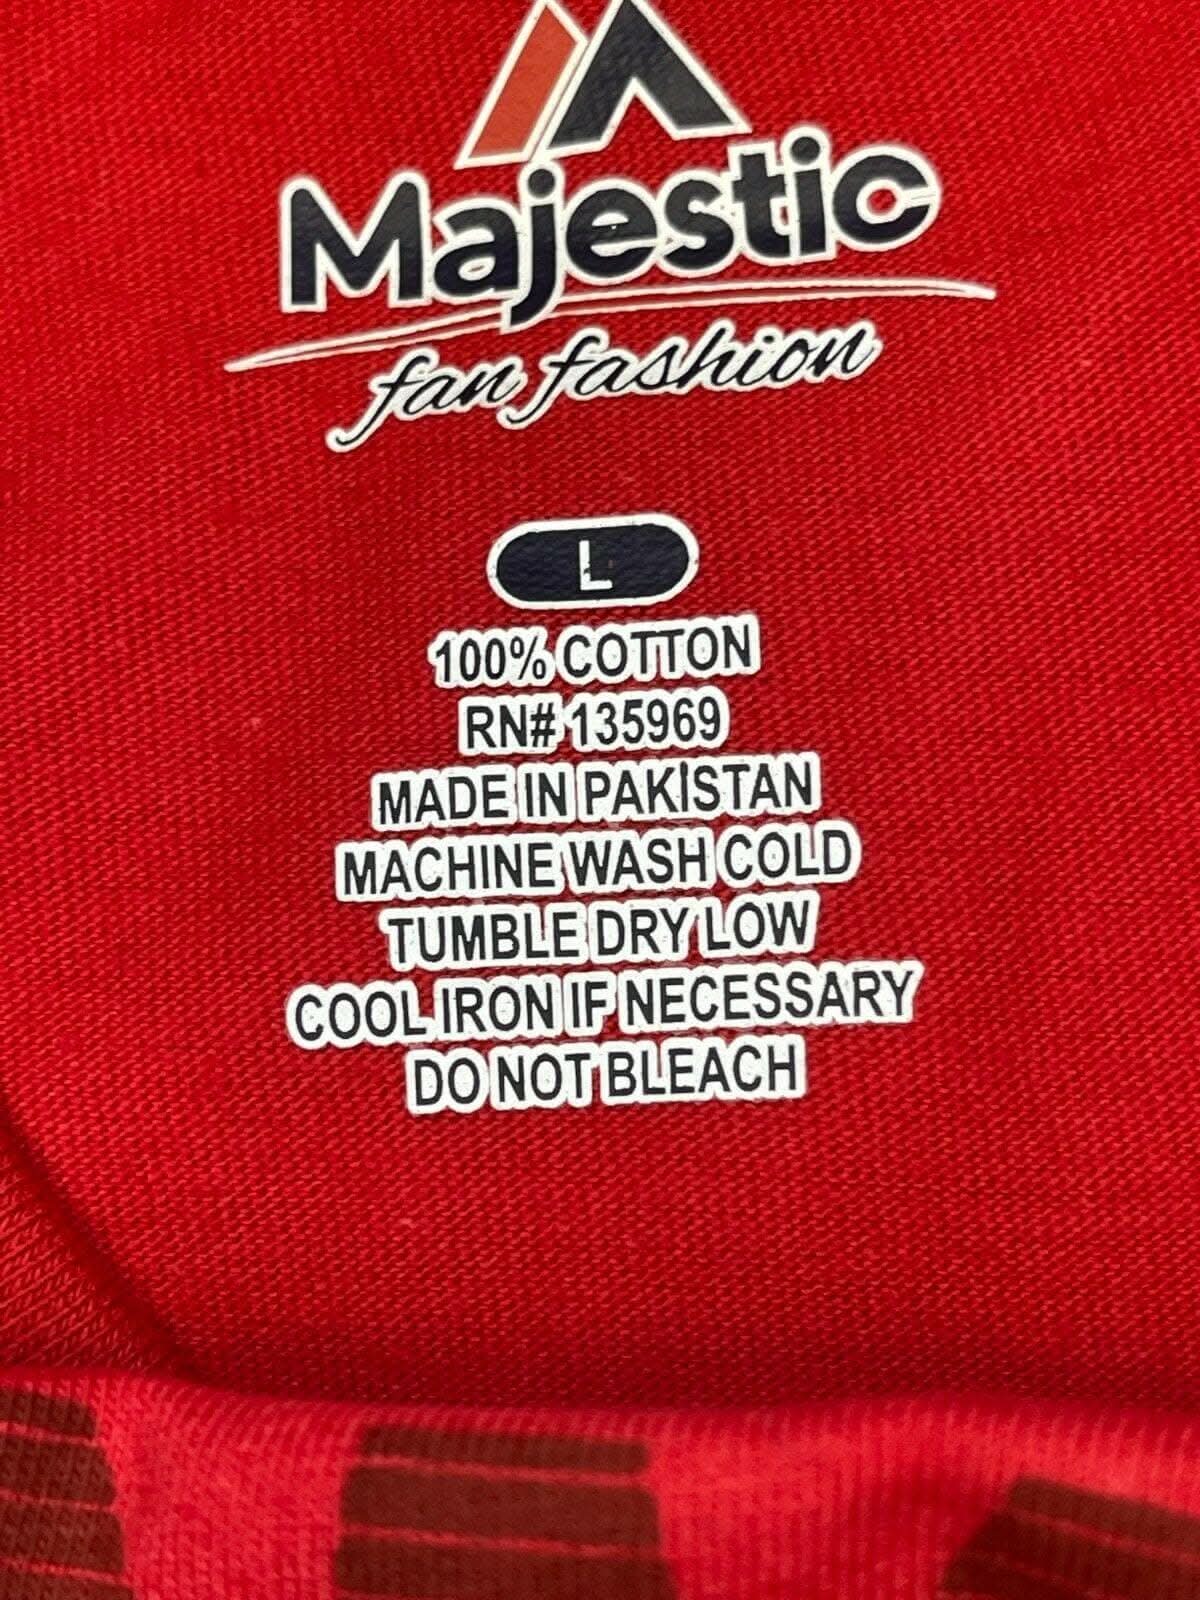 Majestic
fan fashion
L
100% COTTON
RN# 135969
MADE IN PAKISTAN
MACHINE WASH COLD
TUMBLE DRY LOW
COOL IRON IF NECESSARY
DO NOT BLEACH